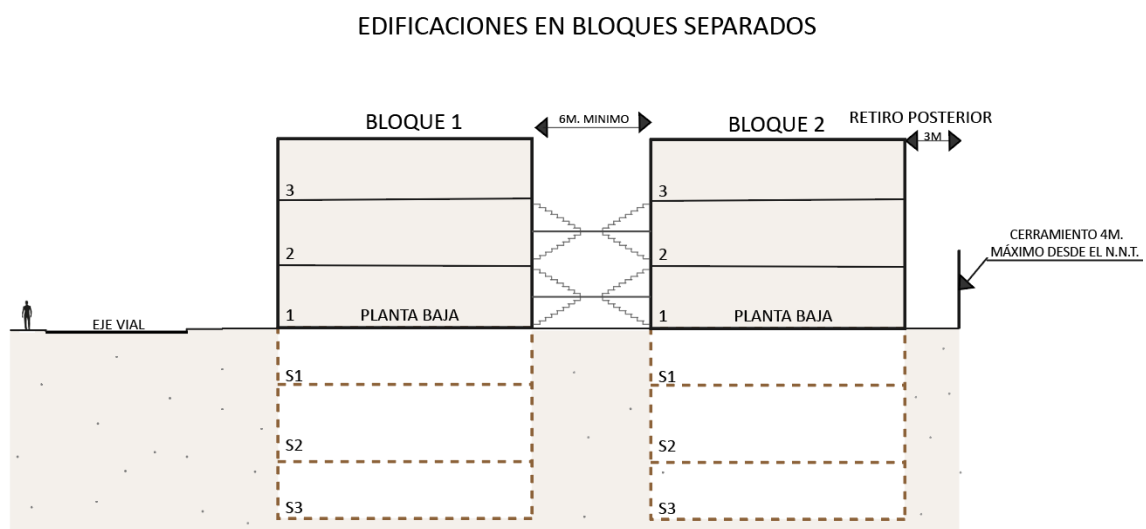 EDIFICACIONES EN BLOQUES SEPARADOS
BLOQUE 1
6M. MINIMO
BLOQUE 2
RETIRO POSTERIOR
3M
3
3
CERRAMIENTO 4M.
MÁXIMO DESDE EL N.N.T.
2
2
1
PLANTA BAJA
1
PLANTA BAJA
EJE VIAL
S1
S1
S2
S2
S3
S3